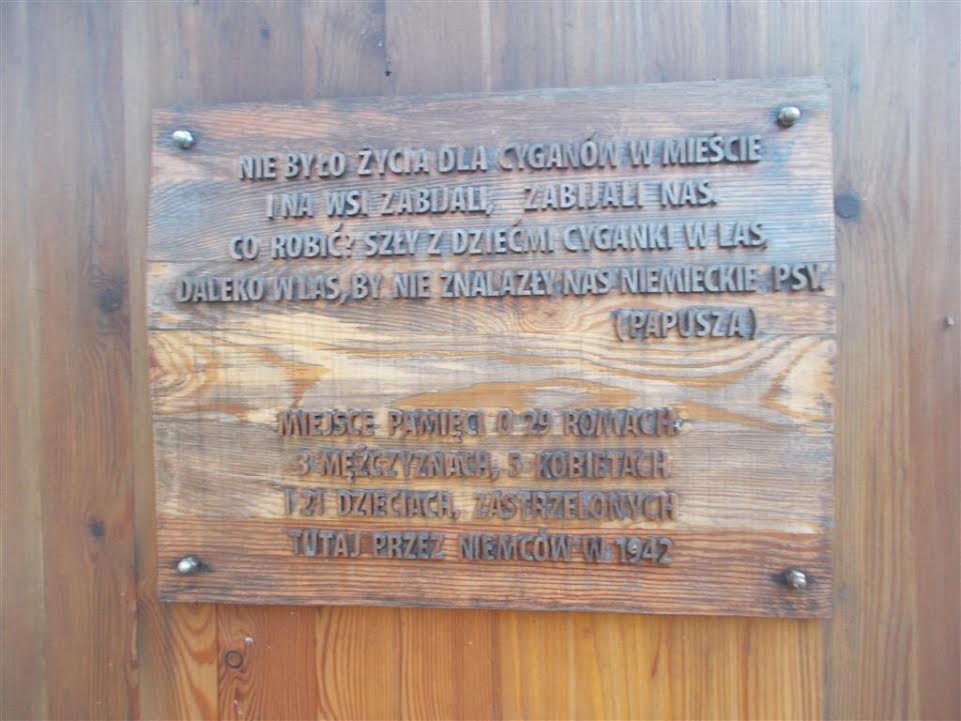 NIE BYŁO ŻYCIA DLA CYGANÓW W MIEŚCIE
I NA WSI ZABIJALI, ZABIJALI NAS.
CO ROBIĆ? SZŁY Z DZIEĆMI CYGANKI W LAS,
DALEKO W LAS, BY NIE ZNALAZŁY NAS NIEMIECKIE PSY.
(PAPUSZA)
MIEJSCE PAMIĘCI O 29 ROMACH:
3 MĘŻCZYZNACH, 5 KOBIETACH
I 21 DZIECIACH, ZASTRZELONYCH
TUTAJ PRZEZ NIEMCÓW W 1942